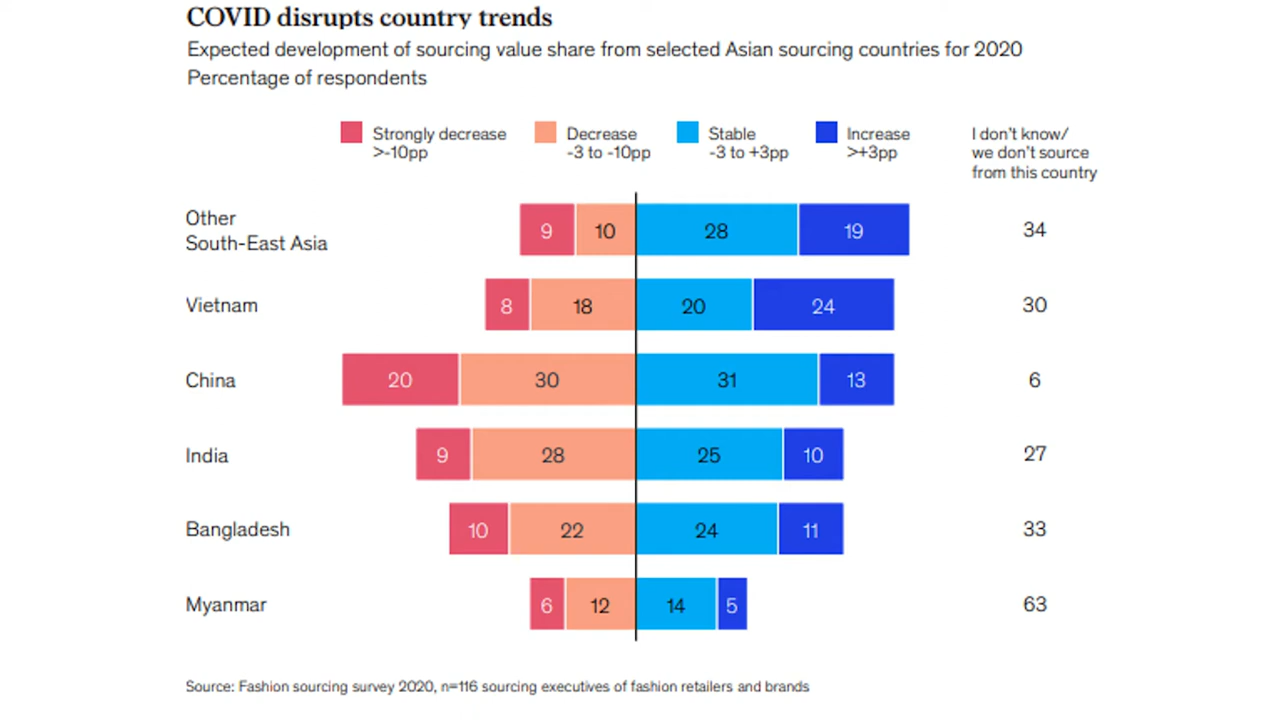 COVID disrupts country trends
Expected development of sourcing value share from selected Asian sourcing countries for 2020
Percentage of respondents
Strongly decrease
>-10pp
Decrease
-3 to -10pp
Stable
-3 to +3pp
Increase
>+3pp
I don't know/
we don't source
from this country
Other
South-East Asia
9 10 28 19 34
Vietnam 8 18 20 24 30
China 20 30 31 13 6
India 9 28 25 10 27
Bangladesh 10 22 24 11 33
Myanmar 6 12 14 5 63
Source: Fashion sourcing survey 2020, n=116 sourcing executives of fashion retailers and brands